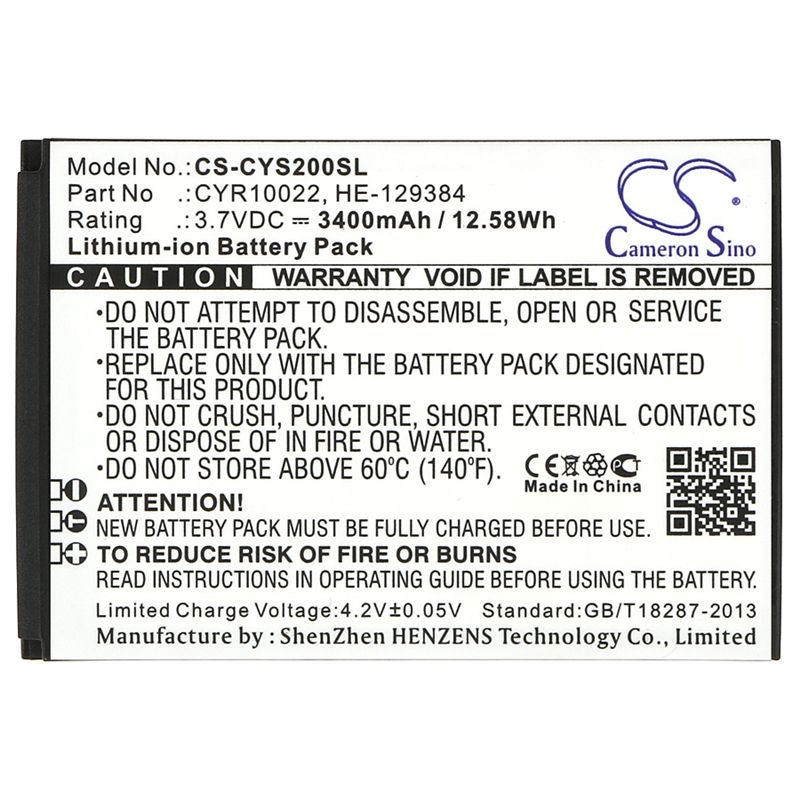 Model No.:CS-CYS200SL
Part No :CYR10022, HE-129384
Rating .:3.7VDC ⎓ 3400mAh / 12.58Wh
Lithium-ion Battery Pack
CS
®
Cameron Sino
CAUTION WARRANTY VOID IF LABEL IS REMOVED
•DO NOT ATTEMPT TO DISASSEMBLE, OPEN OR SERVICE
THE BATTERY PACK.
•REPLACE ONLY WITH THE BATTERY PACK DESIGNATED
FOR THIS PRODUCT.
•DO NOT CRUSH, PUNCTURE, SHORT EXTERNAL CONTACTS
OR DISPOSE OF IN FIRE OR WATER.
•DO NOT STORE ABOVE 60°C (140°F).
CE PCT
Made In China
ATTENTION!
NEW BATTERY PACK MUST BE FULLY CHARGED BEFORE USE.
TO REDUCE RISK OF FIRE OR BURNS
READ INSTRUCTIONS IN OPERATING GUIDE BEFORE BATTERY USE.
Limited Charge Voltage:4.2V±0.05V Standard:GB/T18287-2013
Manufacture by : ShenZhen HENZENS Technology Co., Limited